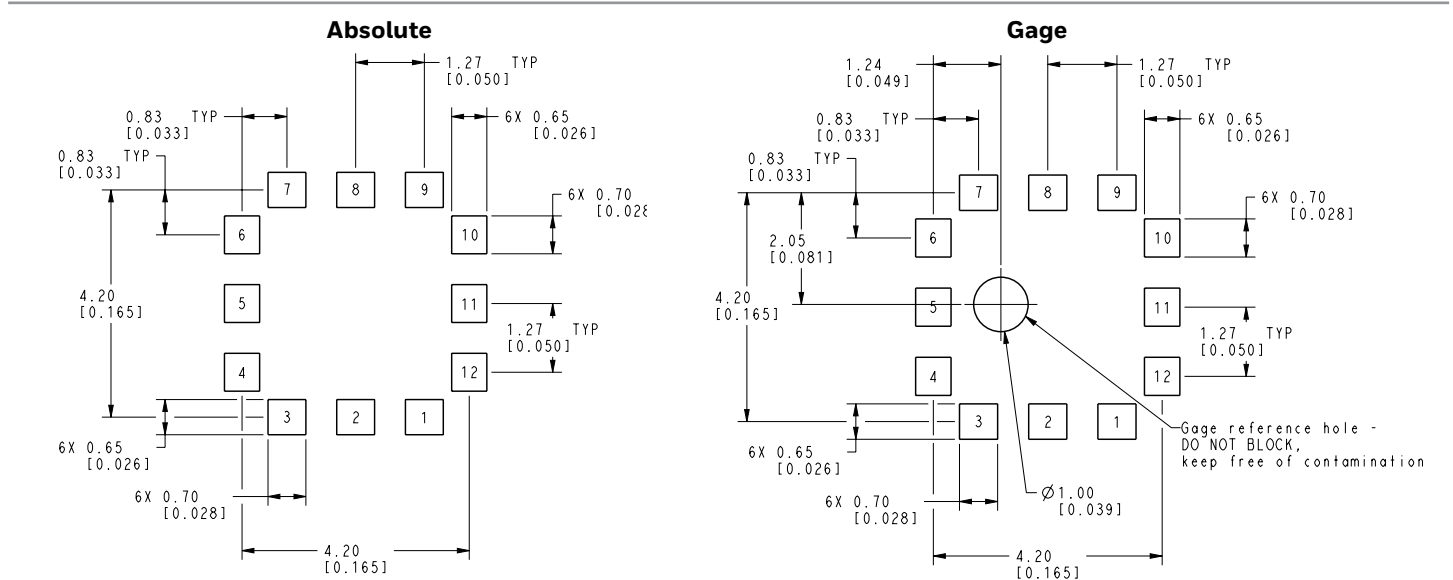 Absolute
1.27 TYP
[0.050]
0.83 TYP
[0.033]
6X 0.65
[0.026]
0.83 TYP
[0.033]
6X 0.70
[0.028
7
8
9
6
10
4.20
[0.165]
5
11
1.27 TYP
[0.050]
4
12
3
2
1
6X 0.65
[0.026]
6X 0.70
[0.028]
4.20
[0.165]
Gage
1.24
[0.049]
1.27 TYP
[0.050]
0.83 TYP
[0.033]
6X 0.65
[0.026]
0.83 TYP
[0.033]
6X 0.70
[0.028]
7
8
9
6
10
2.05
[0.081]
4.20
[0.165]
5
11
1.27 TYP
[0.050]
4
12
3
2
1
Gage reference hole -
DO NOT BLOCK,
keep free of contamination
6X 0.65
[0.026]
6X 0.70
[0.028]
Ø1.00
[0.039]
4.20
[0.165]